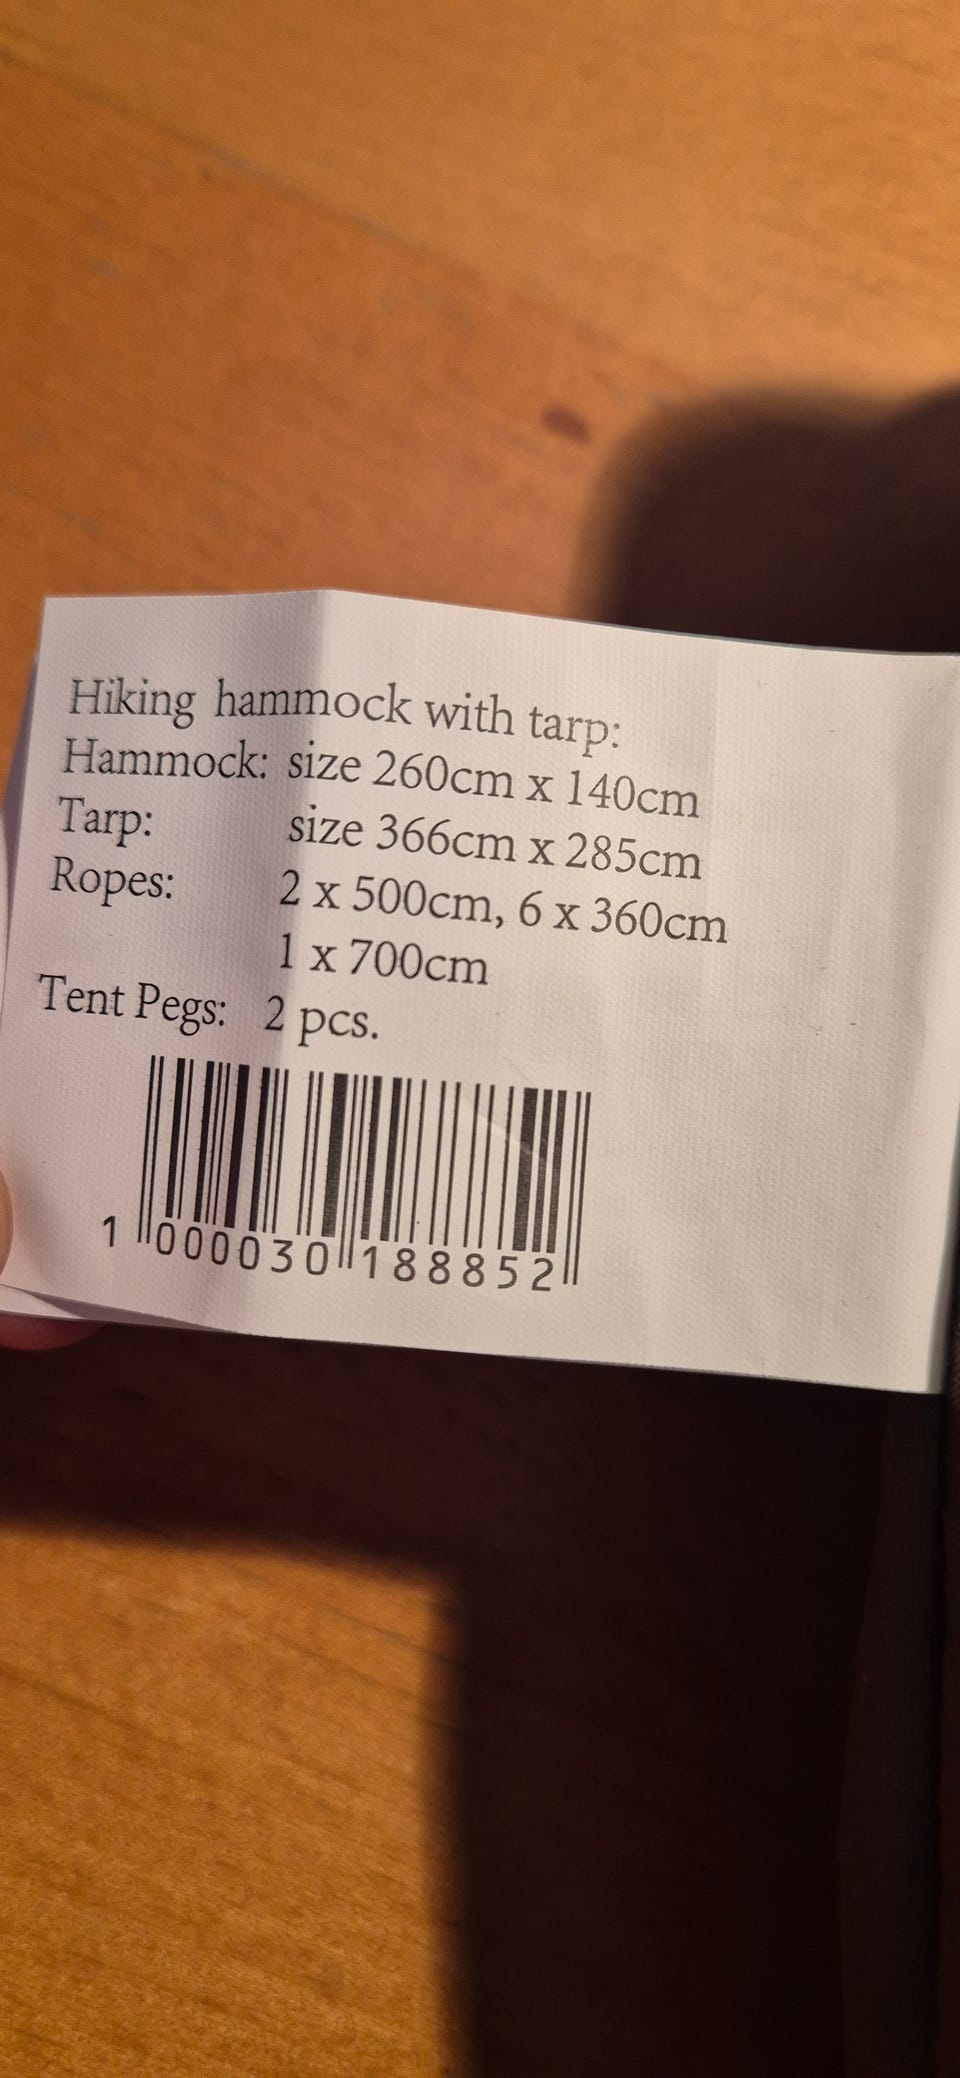 Hiking hammock with tarp:
Hammock: size 260cm x 140cm
Tarp: size 366cm x 285cm
Ropes: 2 x 500cm, 6 x 360cm
1 x 700cm
Tent Pegs: 2 pcs.
1 000030 188852